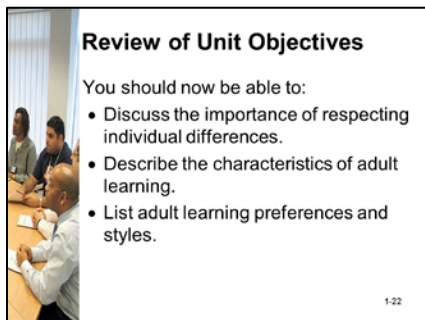 Review of Unit Objectives
You should now be able to:
• Discuss the importance of respecting
individual differences.
• Describe the characteristics of adult
learning.
• List adult learning preferences and
styles.
1-22